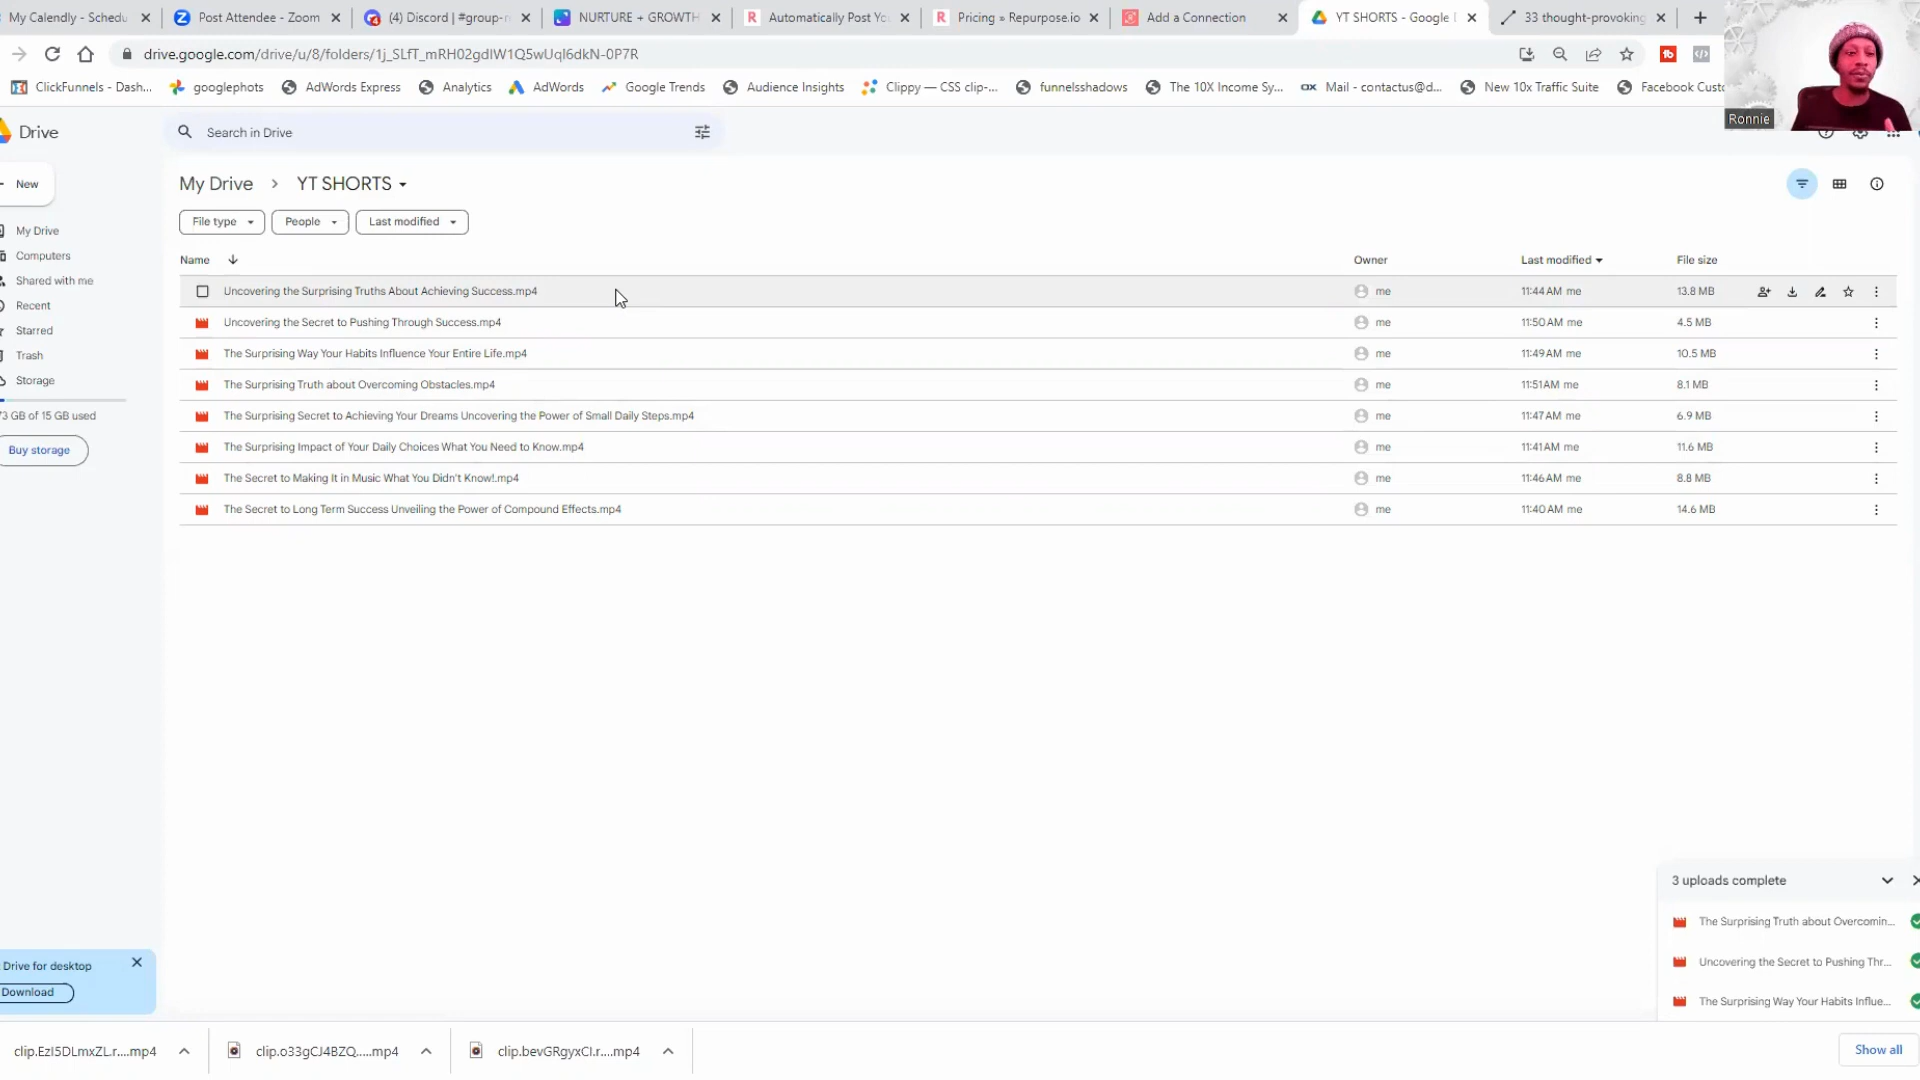 My Calendly - Schedu
Post Attendee - Zoom
(4) Discord | #group-r
NURTURE + GROWTH
Automatically Post Yo
Pricing » Repurpose.io
Add a Connection
YT SHORTS - Google
33 thought-provoking
drive.google.com/drive/u/8/folders/1j_SLfT_mRH02gdIW1Q5wUqI6dkN-0P7R
ClickFunnels - Dash...
googlephots
AdWords Express
Analytics
AdWords
Google Trends
Audience Insights
Clippy — CSS clip-...
funnelsshadows
The 10X Income Sy...
Mail - contactus@d...
New 10x Traffic Suite
Facebook Custo
Ronnie
Drive
Search in Drive
New
My Drive > YT SHORTS
File type
People
Last modified
My Drive
Computers
Shared with me
Recent
Starred
Trash
Storage
73 GB of 15 GB used
Buy storage
Name Owner Last modified File size
Uncovering the Surprising Truths About Achieving Success.mp4 me 11:44 AM me 13.8 MB
Uncovering the Secret to Pushing Through Success.mp4 me 11:50 AM me 4.5 MB
The Surprising Way Your Habits Influence Your Entire Life.mp4 me 11:49 AM me 10.5 MB
The Surprising Truth about Overcoming Obstacles.mp4 me 11:51 AM me 8.1 MB
The Surprising Secret to Achieving Your Dreams Uncovering the Power of Small Daily Steps.mp4 me 11:47 AM me 6.9 MB
The Surprising Impact of Your Daily Choices What You Need to Know.mp4 me 11:41 AM me 11.6 MB
The Secret to Making It in Music What You Didn't Know!.mp4 me 11:46 AM me 8.8 MB
The Secret to Long Term Success Unveiling the Power of Compound Effects.mp4 me 11:40 AM me 14.6 MB
Drive for desktop
Download
3 uploads complete
The Surprising Truth about Overcomin...
Uncovering the Secret to Pushing Thr...
The Surprising Way Your Habits Influe...
clip.EzI5DLmxZL.r....mp4
clip.o33gCJ4BZQ.....mp4
clip.bevGRgyxCI.r....mp4
Show all